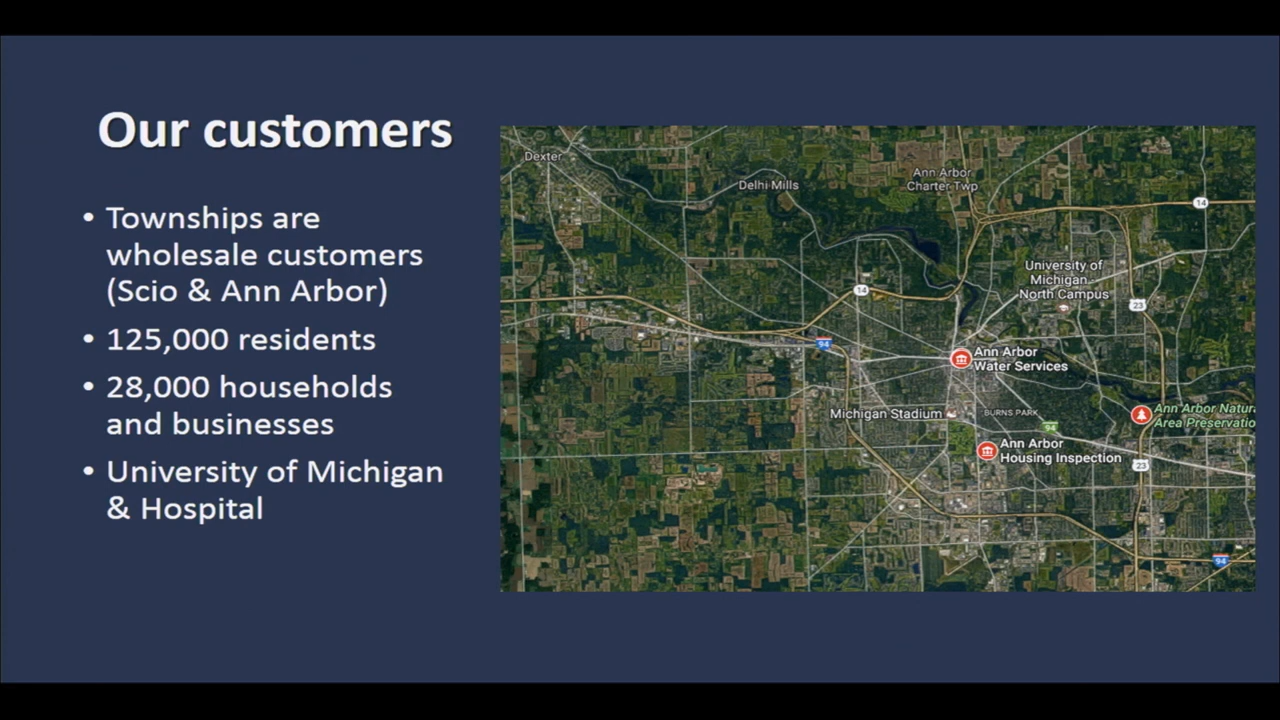 Our customers
• Townships are
wholesale customers
(Scio & Ann Arbor)
• 125,000 residents
• 28,000 households
and businesses
• University of Michigan
& Hospital
Dexter
Delhi Mills
Ann Arbor
Charter Twp
14
University of
Michigan
North Campus
14
23
94
Ann Arbor
Water Services
Michigan Stadium
BURNS PARK
94
Ann Arbor Natura
Area Preservatio
Ann Arbor
Housing Inspection
23
94